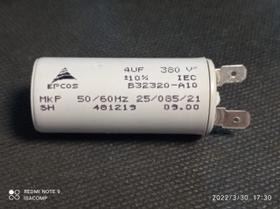 4UF 380 V~
±10% IEC
EPCOS B32320-A10
MKP 50/60Hz 25/085/21
SH 481219 09.00
REDMI NOTE 9
ISAACOMP
2022/3/30 17:30